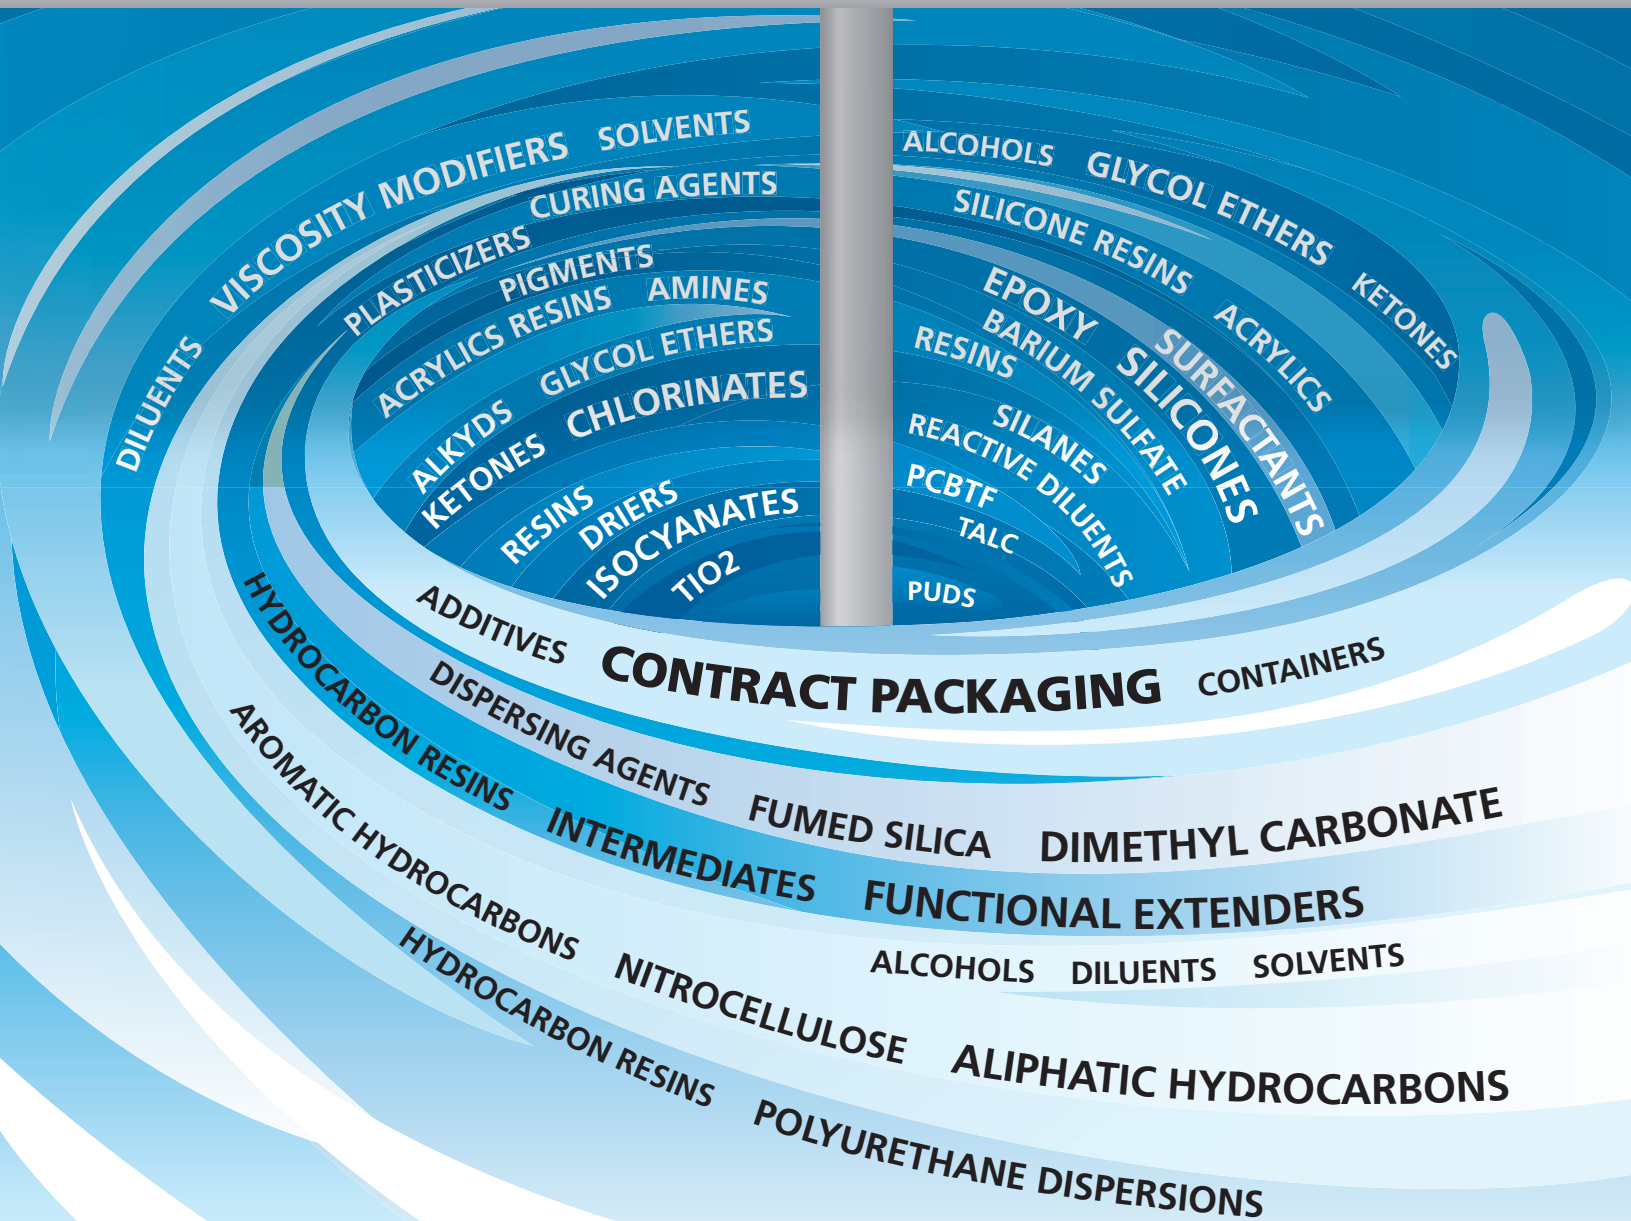 VISCOSITY MODIFIERS
SOLVENTS
DILUENTS
CURING AGENTS
PLASTICIZERS
PIGMENTS
ACRYLICS RESINS
AMINES
GLYCOL ETHERS
ALKYDS
CHLORINATES
KETONES
RESINS
DRIERS
ISOCYANATES
TIO2
ALCOHOLS
GLYCOL ETHERS
KETONES
SILICONE RESINS
ACRYLICS
EPOXY
SURFACTANTS
SILICONES
BARIUM SULFATE
RESINS
SILANES
REACTIVE DILUENTS
PCBTF
TALC
PUDS
ADDITIVES
CONTRACT PACKAGING
CONTAINERS
DISPERSING AGENTS
FUMED SILICA
DIMETHYL CARBONATE
HYDROCARBON RESINS
INTERMEDIATES
FUNCTIONAL EXTENDERS
ALCOHOLS
DILUENTS
SOLVENTS
AROMATIC HYDROCARBONS
NITROCELLULOSE
ALIPHATIC HYDROCARBONS
HYDROCARBON RESINS
POLYURETHANE DISPERSIONS